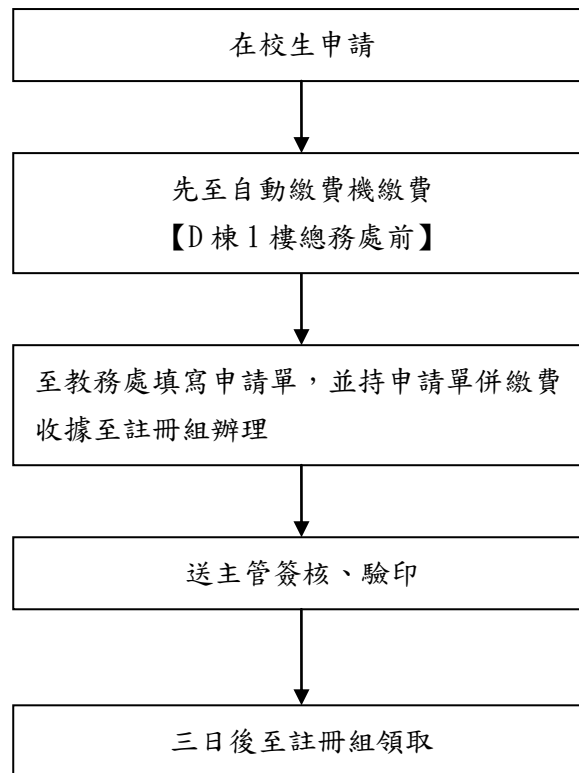 在校生申請
先至自動繳費機繳費
【D 棟 1 樓總務處前】
至教務處填寫申請單，並持申請單併繳費
收據至註冊組辦理
送主管簽核、驗印
三日後至註冊組領取